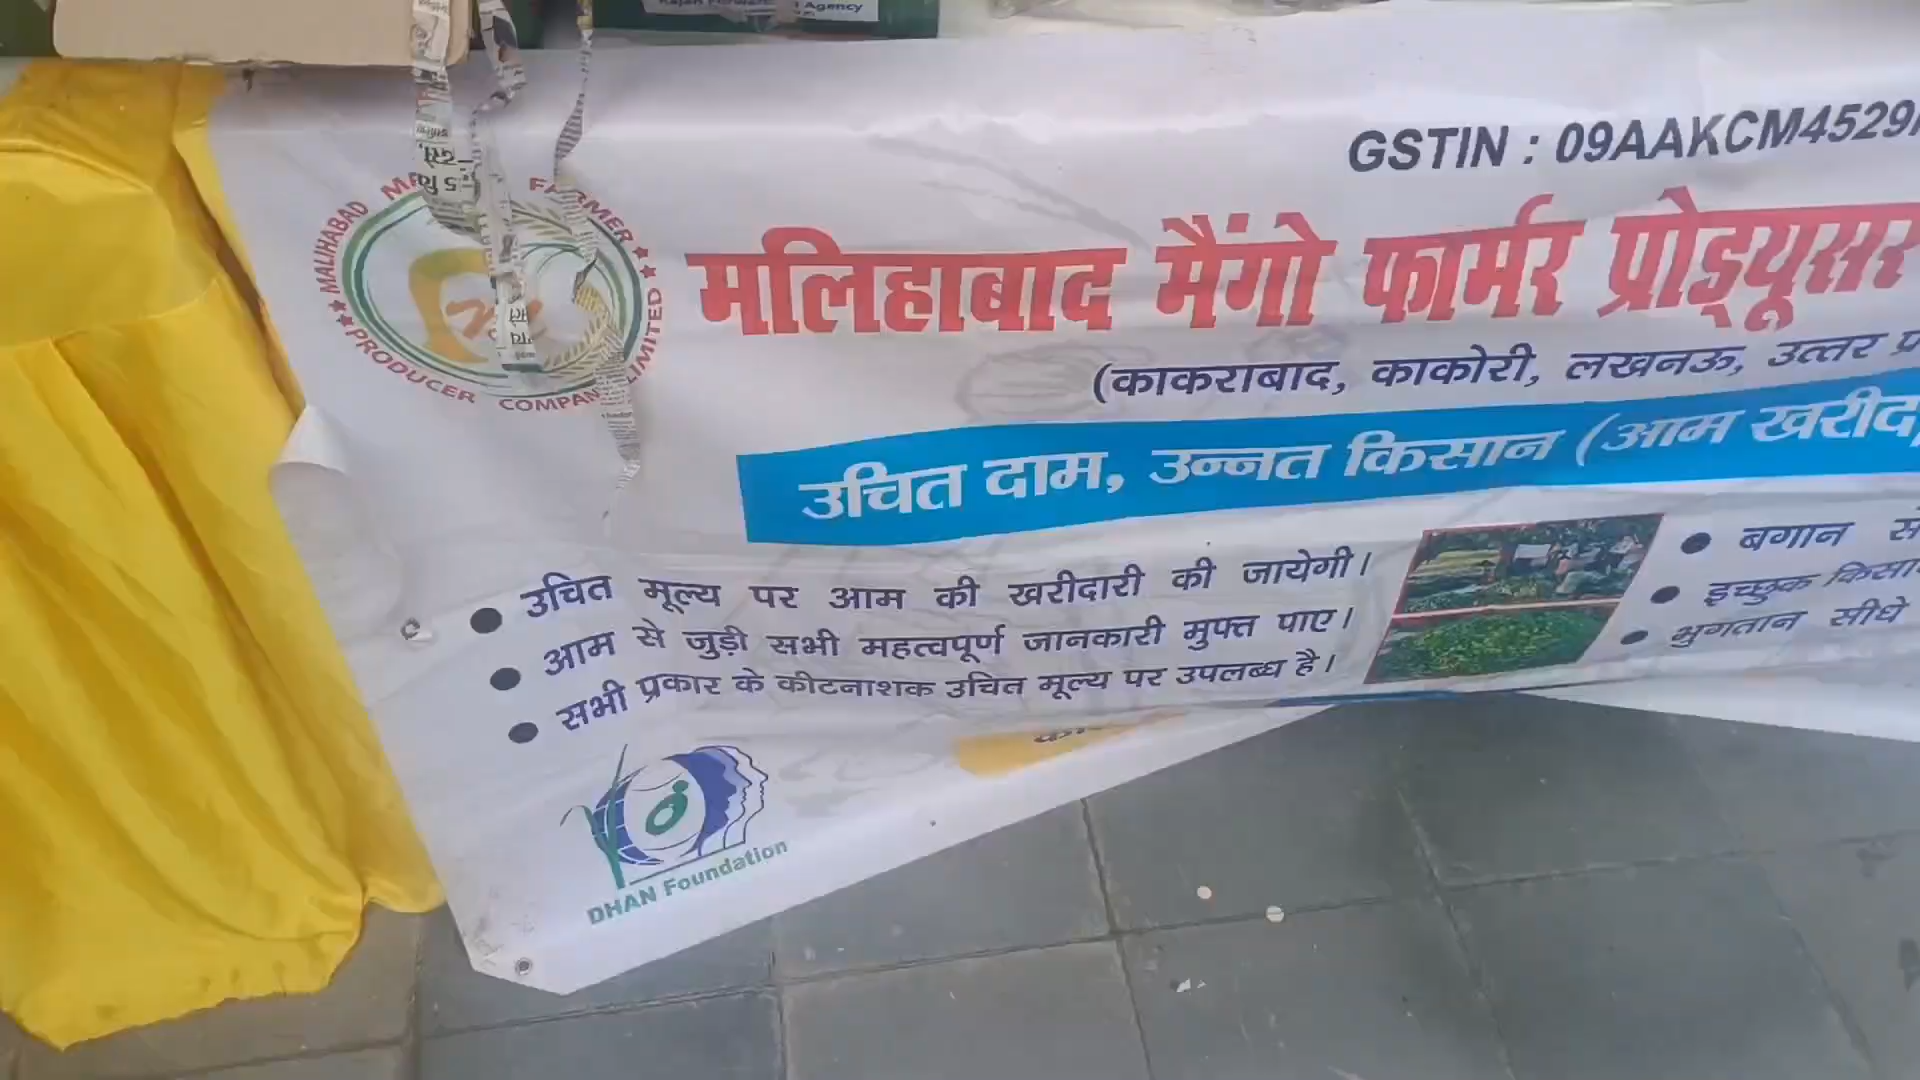 Agency
GSTIN : 09AAKCM4529
MALIHABAD FARMER
PRODUCER COMPAN LIMITED
मलिहाबाद मैंगो फार्मर प्रोड्यूसर
(काकराबाद, काकोरी, लखनऊ, उत्तर प्र
उचित दाम, उन्नत किसान (आम खरीद
उचित मूल्य पर आम की खरीदारी की जायेगी।
आम से जुड़ी सभी महत्वपूर्ण जानकारी मुफ्त पाए।
सभी प्रकार के कीटनाशक उचित मूल्य पर उपलब्ध है।
बगान से
इच्छुक किसा
भुगतान सीधे
DHAN Foundation